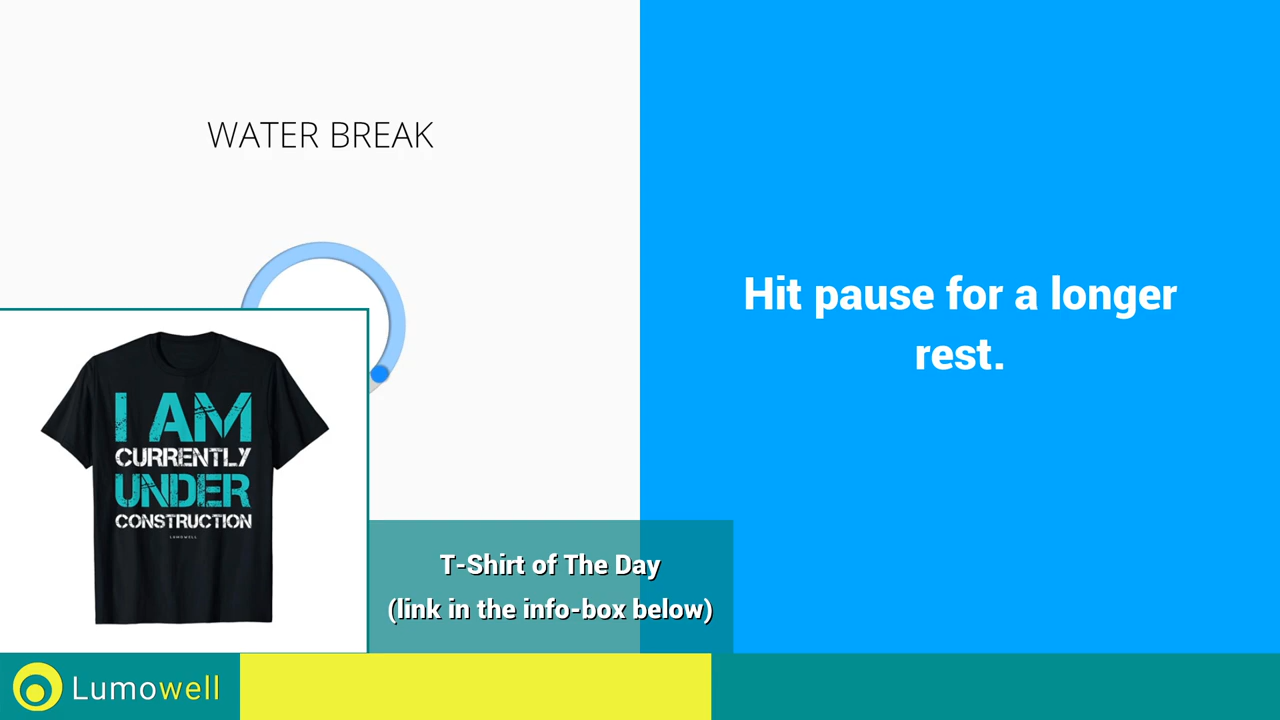 WATER BREAK
Hit pause for a longer
rest.
I AM
CURRENTLY
UNDER
CONSTRUCTION
LUMOWELL
T-Shirt of The Day
(link in the info-box below)
Lumowell